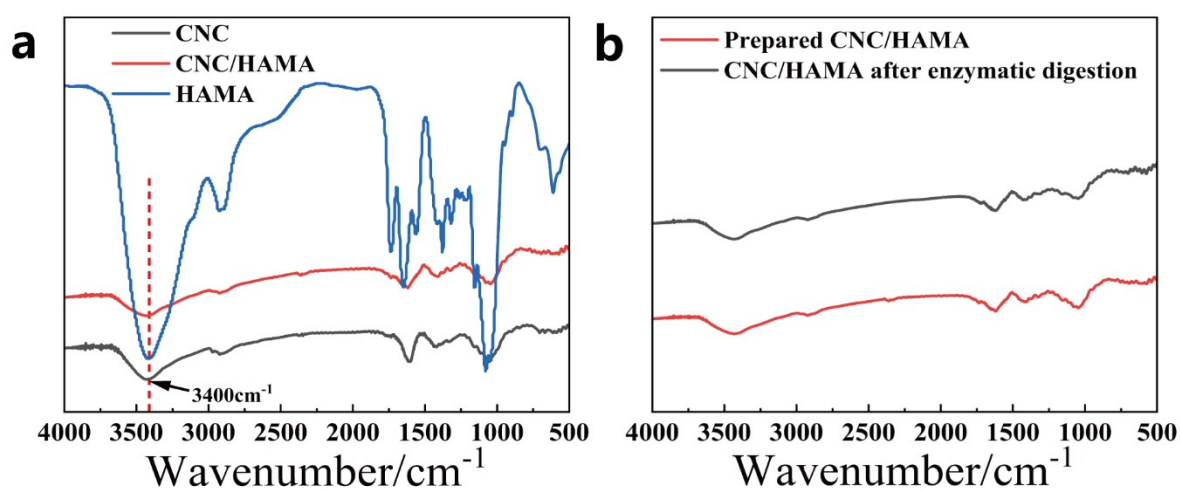 a
CNC
CNC/HAMA
HAMA
3400cm⁻¹
4000 3500 3000 2500 2000 1500 1000 500
Wavenumber/cm⁻¹
b
Prepared CNC/HAMA
CNC/HAMA after enzymatic digestion
4000 3500 3000 2500 2000 1500 1000 500
Wavenumber/cm⁻¹